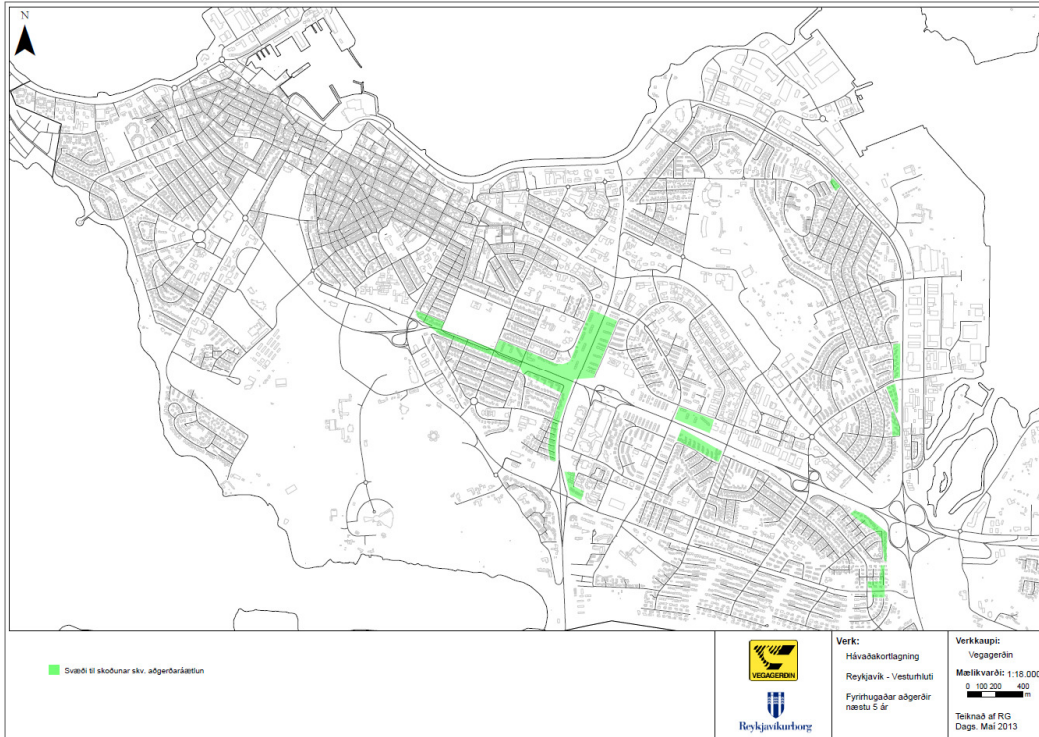 N
Svæði til skoðunar skv. aðgerðaráætlun
VEGAGERÐIN
Reykjavíkurborg
Verk:
Hávaðakortlagning
Reykjavík - Vesturhluti
Fyrirhugaðar aðgerðir
næstu 5 ár
Verkkaupi:
Vegagerðin
Mælikvarði: 1:18.000
0 100 200 400
m
Teiknað af RG
Dags. Maí 2013